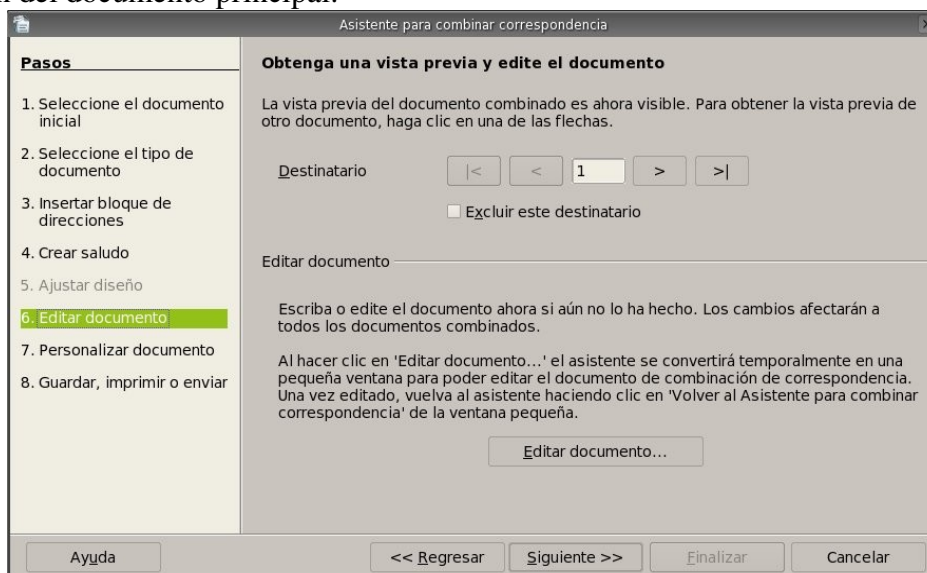 del documento principal.
Asistente para combinar correspondencia
Pasos
1. Seleccione el documento
inicial
2. Seleccione el tipo de
documento
3. Insertar bloque de
direcciones
4. Crear saludo
5. Ajustar diseño
6. Editar documento
7. Personalizar documento
8. Guardar, imprimir o enviar
Obtenga una vista previa y edite el documento
La vista previa del documento combinado es ahora visible. Para obtener la vista previa de
otro documento, haga clic en una de las flechas.
Destinatario |< < 1 > >|
Excluir este destinatario
Editar documento
Escriba o edite el documento ahora si aún no lo ha hecho. Los cambios afectarán a
todos los documentos combinados.
Al hacer clic en 'Editar documento...' el asistente se convertirá temporalmente en una
pequeña ventana para poder editar el documento de combinación de correspondencia.
Una vez editado, vuelva al asistente haciendo clic en 'Volver al Asistente para combinar
correspondencia' de la ventana pequeña.
Editar documento...
Ayuda << Regresar Siguiente >> Finalizar Cancelar